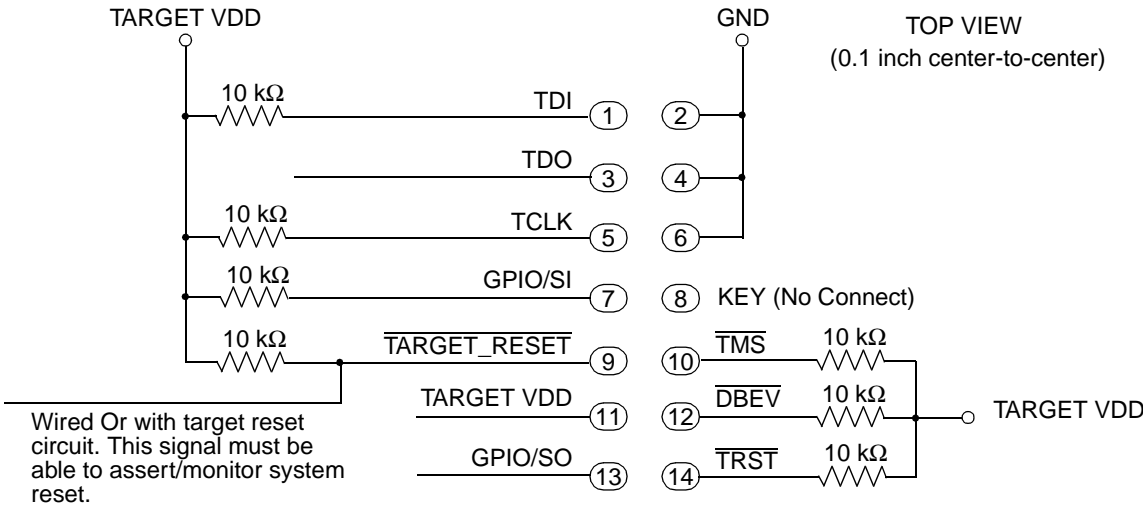 TARGET VDD
GND
TOP VIEW
(0.1 inch center-to-center)
10 kΩ
TDI
1
2
TDO
3
4
10 kΩ
TCLK
5
6
10 kΩ
GPIO/SI
7
8
KEY (No Connect)
10 kΩ
TARGET_RESET
9
10
TMS
10 kΩ
TARGET VDD
11
12
DBEV
10 kΩ
TARGET VDD
Wired Or with target reset
circuit. This signal must be
able to assert/monitor system
reset.
GPIO/SO
13
14
TRST
10 kΩ